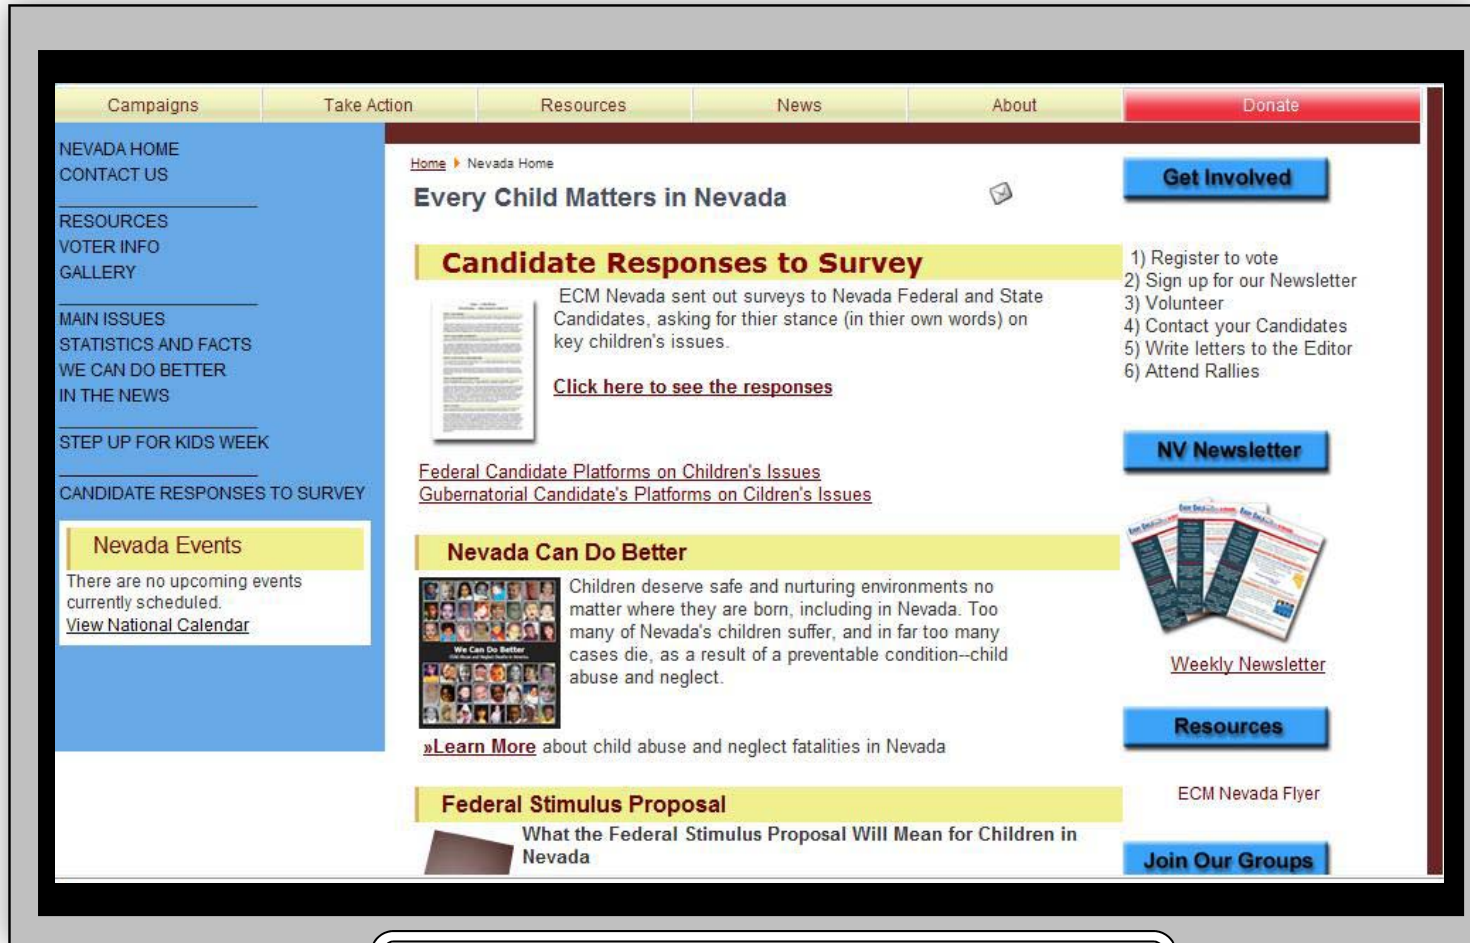 Campaigns Take Action Resources News About Donate
NEVADA HOME
CONTACT US
RESOURCES
VOTER INFO
GALLERY
MAIN ISSUES
STATISTICS AND FACTS
WE CAN DO BETTER
IN THE NEWS
STEP UP FOR KIDS WEEK
CANDIDATE RESPONSES TO SURVEY
Nevada Events
There are no upcoming events
currently scheduled.
View National Calendar
Home Nevada Home
Every Child Matters in Nevada
Candidate Responses to Survey
ECM Nevada sent out surveys to Nevada Federal and State
Candidates, asking for thier stance (in thier own words) on
key children's issues.
Click here to see the responses
Federal Candidate Platforms on Children's Issues
Gubernatorial Candidate's Platforms on Cildren's Issues
Nevada Can Do Better
We Can Do Better
Children deserve safe and nurturing environments no
matter where they are born, including in Nevada. Too
many of Nevada's children suffer, and in far too many
cases die, as a result of a preventable condition--child
abuse and neglect.
»Learn More about child abuse and neglect fatalities in Nevada
Federal Stimulus Proposal
What the Federal Stimulus Proposal Will Mean for Children in
Nevada
Get Involved
1) Register to vote
2) Sign up for our Newsletter
3) Volunteer
4) Contact your Candidates
5) Write letters to the Editor
6) Attend Rallies
NV Newsletter
Weekly Newsletter
Resources
ECM Nevada Flyer
Join Our Groups